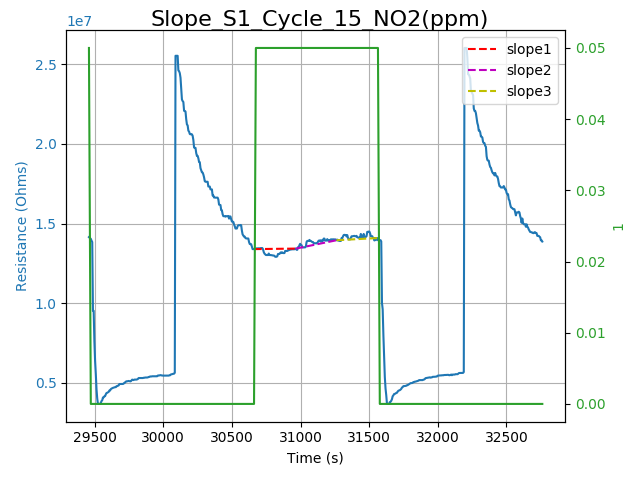 Slope_S1_Cycle_15_NO2(ppm)
1e7
slope1
slope2
slope3
2.5
2.0
1.5
1.0
0.5
Resistance (Ohms)
0.05
0.04
0.03
0.02
0.01
0.00
1
29500 30000 30500 31000 31500 32000 32500
Time (s)